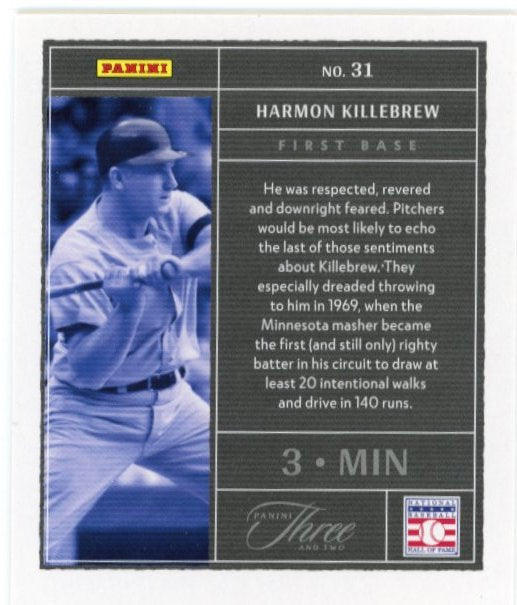 PANINI
NO. 31
HARMON KILLEBREW
FIRST BASE
He was respected, revered
and downright feared. Pitchers
would be most likely to echo
the last of those sentiments
about Killebrew. They
especially dreaded throwing
to him in 1969, when the
Minnesota masher became
the first (and still only) righty
batter in his circuit to draw at
least 20 intentional walks
and drive in 140 runs.
3 • MIN
PANINI
Three
AND TWO
NATIONAL
BASEBALL
HALL OF FAME